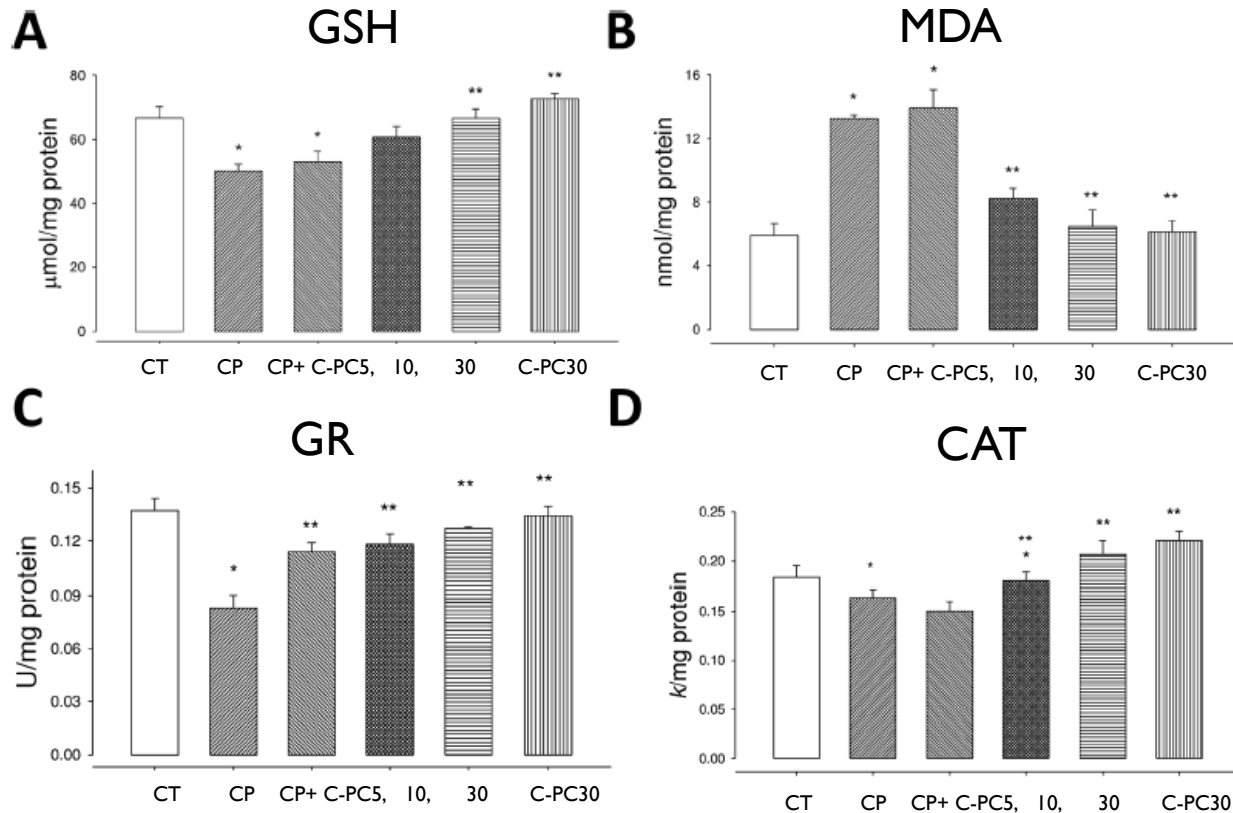 A
GSH
80
60
40
20
0
μmol/mg protein
*
*
**
**
CT CP CP+ C-PC5, 10, 30 C-PC30
B
MDA
16
12
8
4
0
nmol/mg protein
*
*
**
**
**
CT CP CP+ C-PC5, 10, 30 C-PC30
C
GR
0.15
0.12
0.09
0.06
0.03
0.00
U/mg protein
*
**
**
**
**
CT CP CP+ C-PC5, 10, 30 C-PC30
D
CAT
0.25
0.20
0.15
0.10
0.05
0.00
k/mg protein
*
**
*
**
**
CT CP CP+ C-PC5, 10, 30 C-PC30